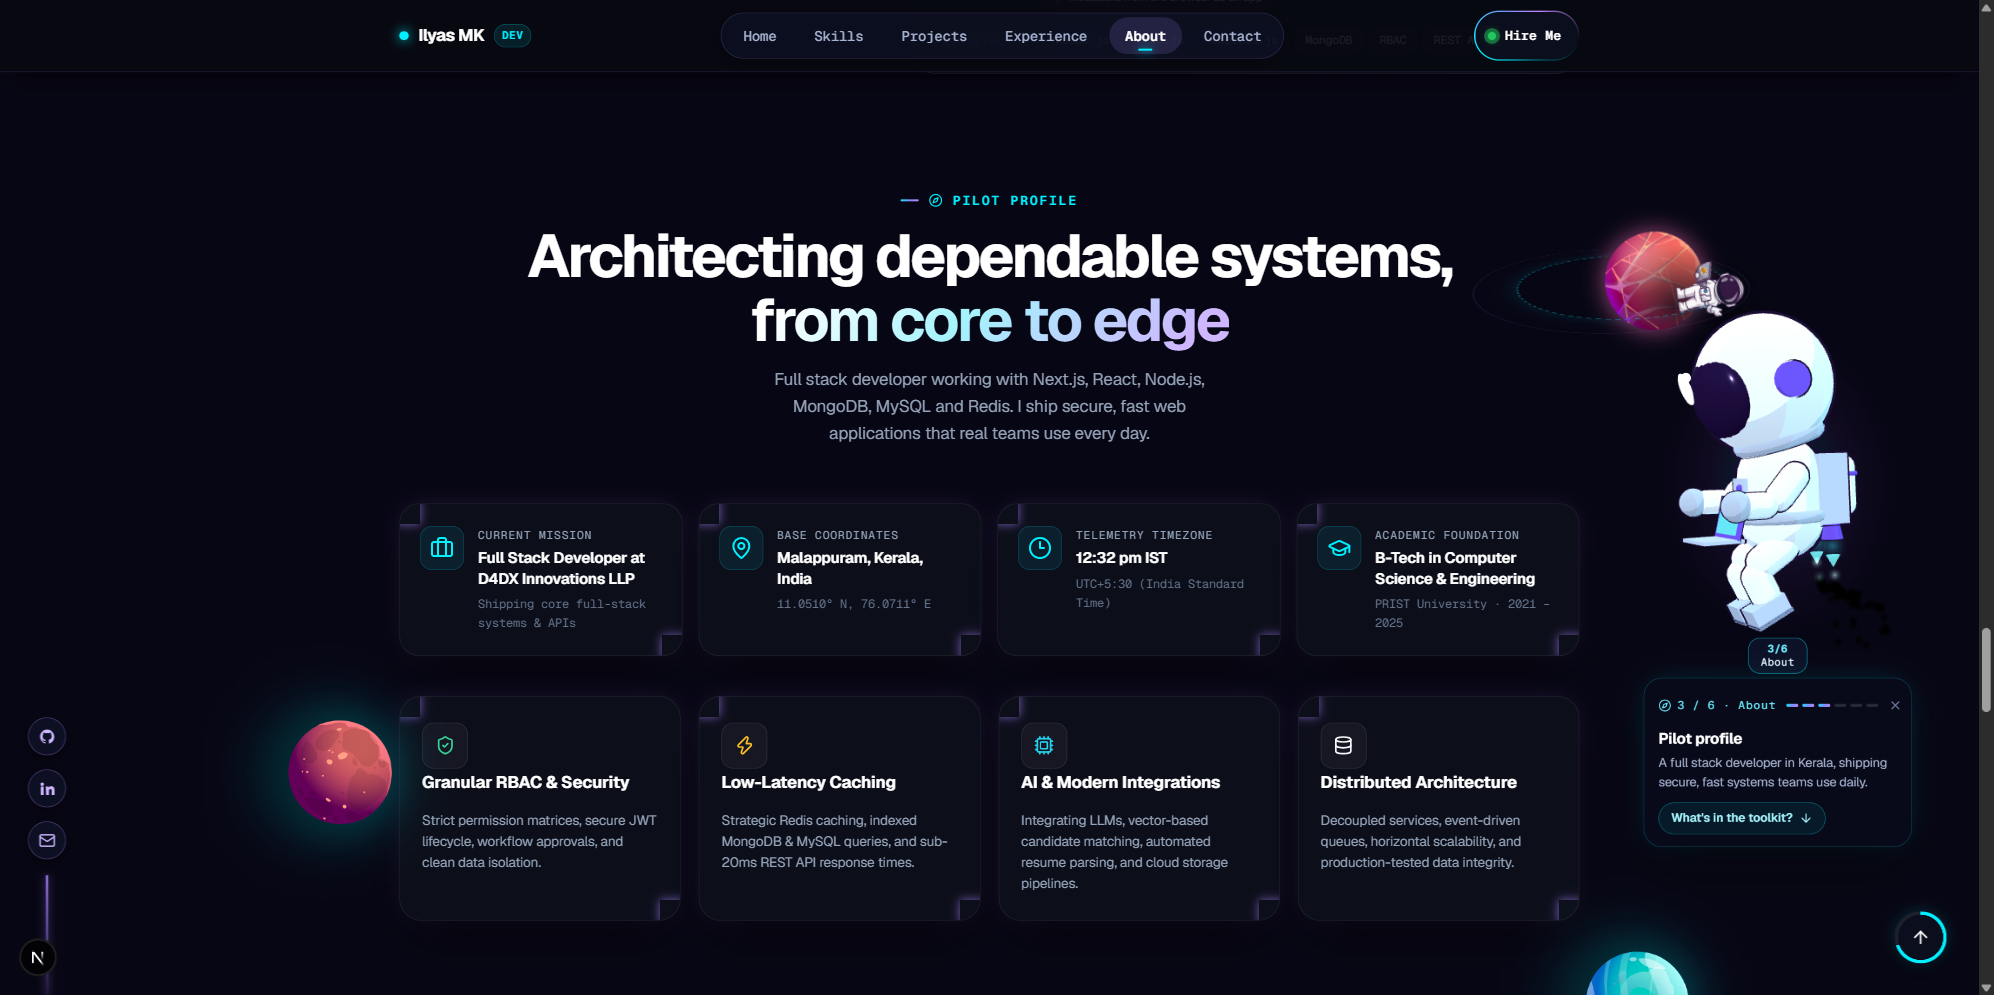 Ilyas MK DEV
Home Skills Projects Experience About Contact
MongoDB RBAC REST
Hire Me
PILOT PROFILE
Architecting dependable systems,
from core to edge
Full stack developer working with Next.js, React, Node.js,
MongoDB, MySQL and Redis. I ship secure, fast web
applications that real teams use every day.
CURRENT MISSION
Full Stack Developer at
D4DX Innovations LLP
Shipping core full-stack
systems & APIs
BASE COORDINATES
Malappuram, Kerala,
India
11.0510° N, 76.0711° E
TELEMETRY TIMEZONE
12:32 pm IST
UTC+5:30 (India Standard
Time)
ACADEMIC FOUNDATION
B-Tech in Computer
Science & Engineering
PRIST University · 2021 –
2025
Granular RBAC & Security
Strict permission matrices, secure JWT
lifecycle, workflow approvals, and
clean data isolation.
Low-Latency Caching
Strategic Redis caching, indexed
MongoDB & MySQL queries, and sub-
20ms REST API response times.
AI & Modern Integrations
Integrating LLMs, vector-based
candidate matching, automated
resume parsing, and cloud storage
pipelines.
Distributed Architecture
Decoupled services, event-driven
queues, horizontal scalability, and
production-tested data integrity.
3/6
About
3 / 6 · About
Pilot profile
A full stack developer in Kerala, shipping
secure, fast systems teams use daily.
What's in the toolkit? ↓
in
N